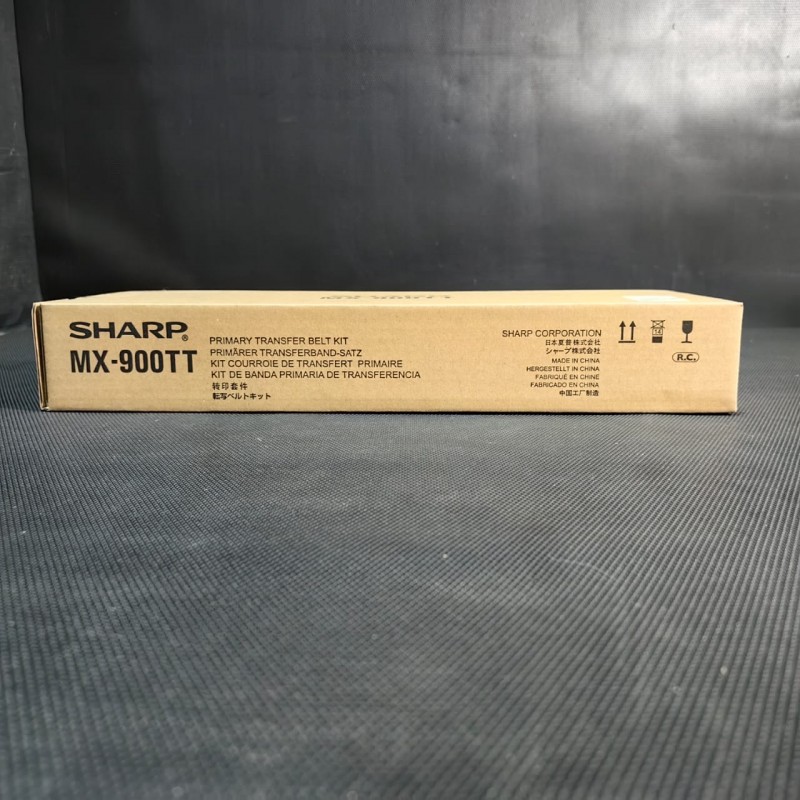 SHARP®
MX-900TT
PRIMARY TRANSFER BELT KIT
PRIMÄRER TRANSFERBAND-SATZ
KIT COURROIE DE TRANSFERT PRIMAIRE
KIT DE BANDA PRIMARIA DE TRANSFERENCIA
转印套件
転写ベルトキット
SHARP CORPORATION
日本夏普株式会社
シャープ株式会社
MADE IN CHINA
HERGESTELLT IN CHINA
FABRIQUÉ EN CHINE
FABRICADO EN CHINA
中国工厂制造
14
R.C.